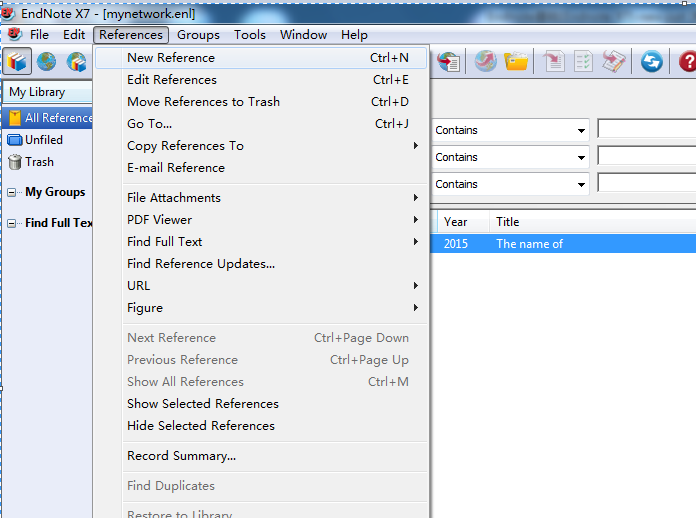 EndNote X7 - [mynetwork.enl]
File Edit References Groups Tools Window Help
My Library
All Reference
Unfiled
Trash
My Groups
Find Full Tex
New Reference Ctrl+N
Edit References Ctrl+E
Move References to Trash Ctrl+D
Go To... Ctrl+J
Copy References To
E-mail Reference
File Attachments
PDF Viewer
Find Full Text
Find Reference Updates...
URL
Figure
Next Reference Ctrl+Page Down
Previous Reference Ctrl+Page Up
Show All References Ctrl+M
Show Selected References
Hide Selected References
Record Summary...
Find Duplicates
Restore to Library
Contains
Contains
Contains
Year Title
2015 The name of